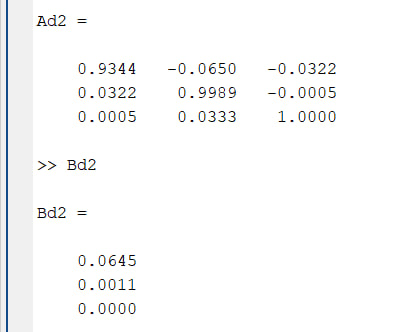 Ad2 =
0.9344 -0.0650 -0.0322
0.0322 0.9989 -0.0005
0.0005 0.0333 1.0000
>> Bd2
Bd2 =
0.0645
0.0011
0.0000